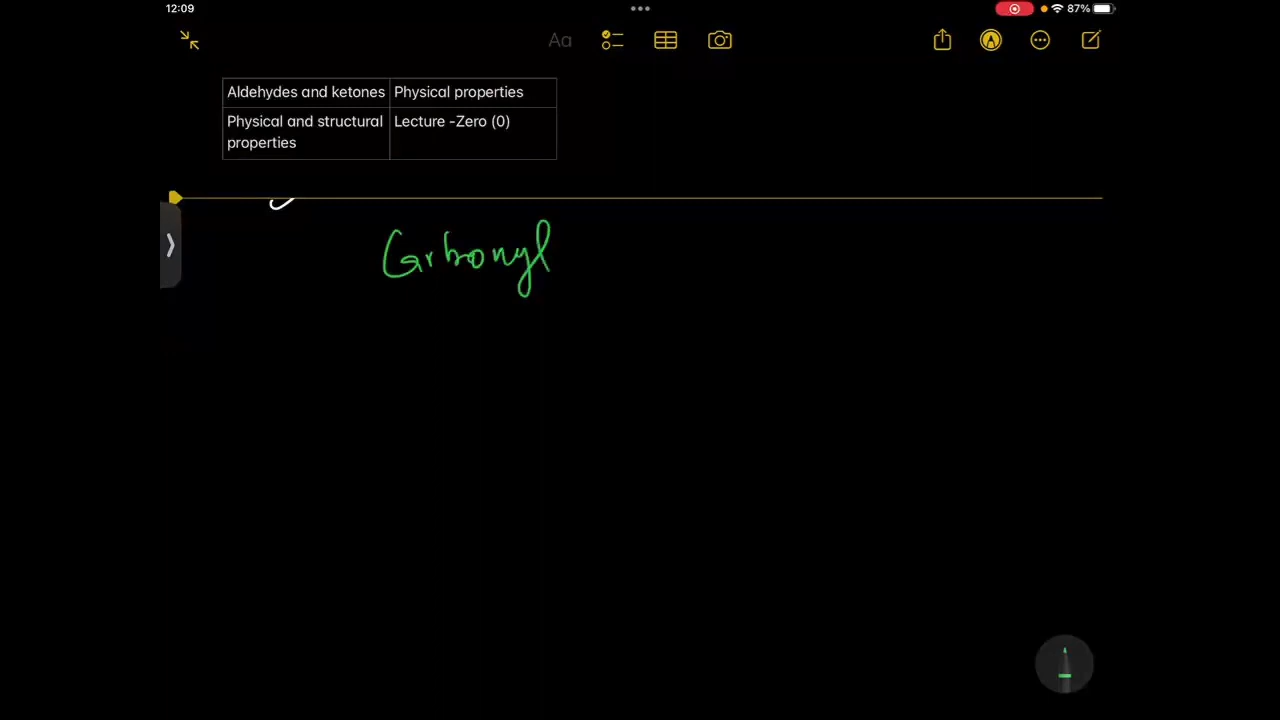 12:09
87%
Aa
Aldehydes and ketones Physical properties
Physical and structural Lecture -Zero (0)
properties
Carbonyl